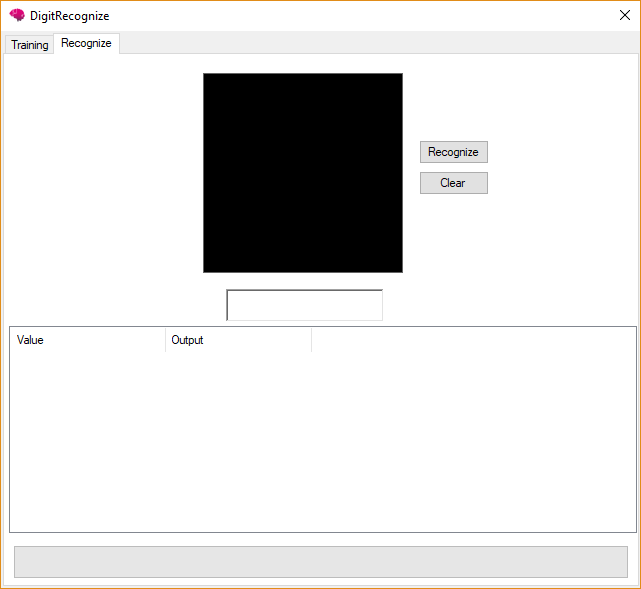 DigitRecognize
Training Recognize
Recognize
Clear
Value Output